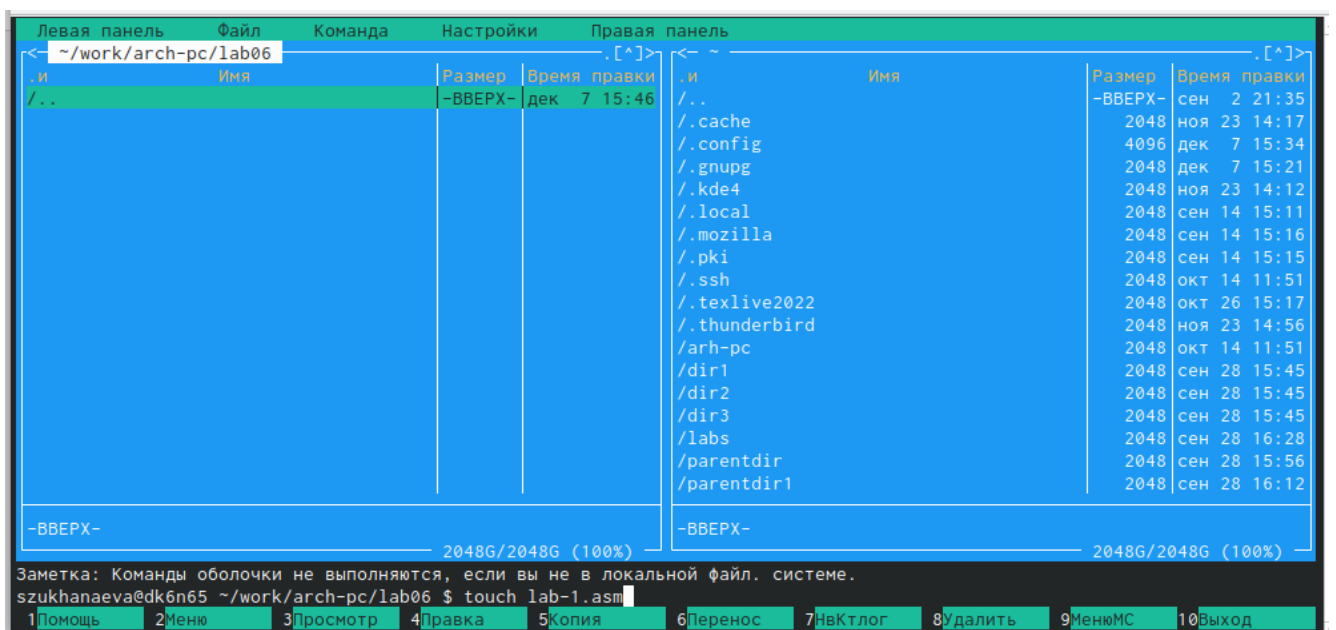 Левая панель Файл Команда Настройки Правая панель
<- ~/work/arch-pc/lab06 .[^]>
.и Имя Размер Время правки
/.. -ВВЕРХ- дек 7 15:46
-ВВЕРХ-
2048G/2048G (100%)
<- ~ .[^]>
.и Имя Размер Время правки
/.. -ВВЕРХ- сен 2 21:35
/.cache 2048 ноя 23 14:17
/.config 4096 дек 7 15:34
/.gnupg 2048 дек 7 15:21
/.kde4 2048 ноя 23 14:12
/.local 2048 сен 14 15:11
/.mozilla 2048 сен 14 15:16
/.pki 2048 сен 14 15:15
/.ssh 2048 окт 14 11:51
/.texlive2022 2048 окт 26 15:17
/.thunderbird 2048 ноя 23 14:56
/arh-pc 2048 окт 14 11:51
/dir1 2048 сен 28 15:45
/dir2 2048 сен 28 15:45
/dir3 2048 сен 28 15:45
/labs 2048 сен 28 16:28
/parentdir 2048 сен 28 15:56
/parentdir1 2048 сен 28 16:12
-ВВЕРХ-
2048G/2048G (100%)
Заметка: Команды оболочки не выполняются, если вы не в локальной файл. системе.
szukhanaeva@dk6n65 ~/work/arch-pc/lab06 $ touch lab-1.asm
1Помощь 2Меню 3Просмотр 4Правка 5Копия 6Перенос 7НвКтлог 8Удалить 9МенюМС 10Выход